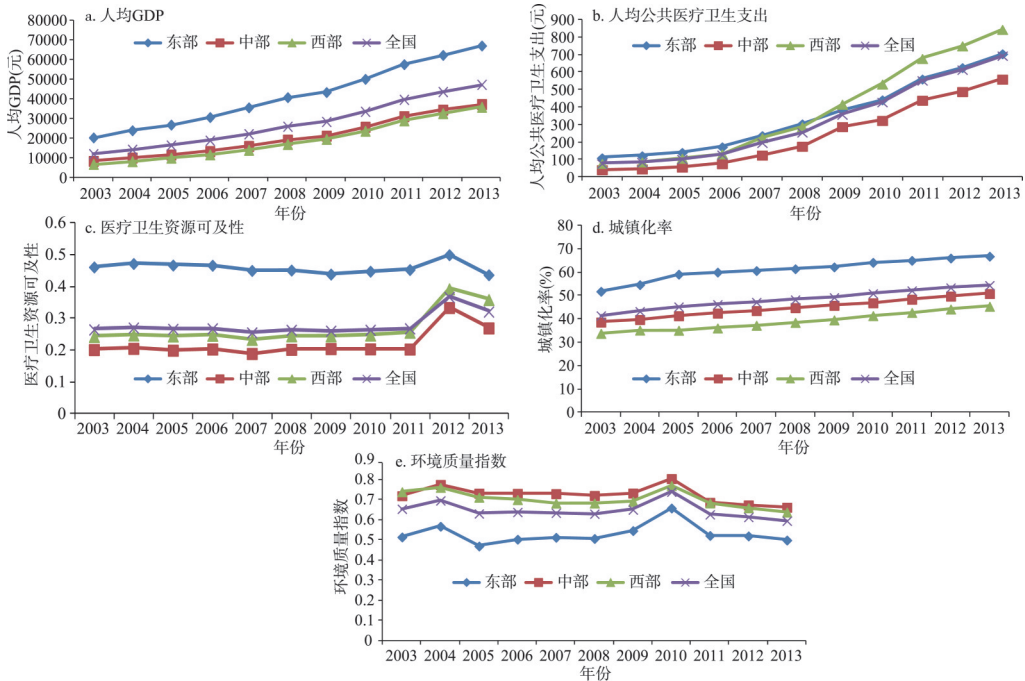 a. 人均GDP
东部 中部 西部 全国
人均GDP(元)
80000
70000
60000
50000
40000
30000
20000
10000
0
2003 2004 2005 2006 2007 2008 2009 2010 2011 2012 2013
年份
b. 人均公共医疗卫生支出
东部 中部 西部 全国
人均公共医疗卫生支出(元)
900
800
700
600
500
400
300
200
100
0
2003 2004 2005 2006 2007 2008 2009 2010 2011 2012 2013
年份
c. 医疗卫生资源可及性
医疗卫生资源可及性
0.6
0.5
0.4
0.3
0.2
0.1
0
东部 中部 西部 全国
2003 2004 2005 2006 2007 2008 2009 2010 2011 2012 2013
年份
d. 城镇化率
城镇化率(%)
80
70
60
50
40
30
20
10
0
东部 中部 西部 全国
2003 2004 2005 2006 2007 2008 2009 2010 2011 2012 2013
年份
e. 环境质量指数
环境质量指数
0.9
0.8
0.7
0.6
0.5
0.4
0.3
0.2
0.1
0
东部 中部 西部 全国
2003 2004 2005 2006 2007 2008 2009 2010 2011 2012 2013
年份